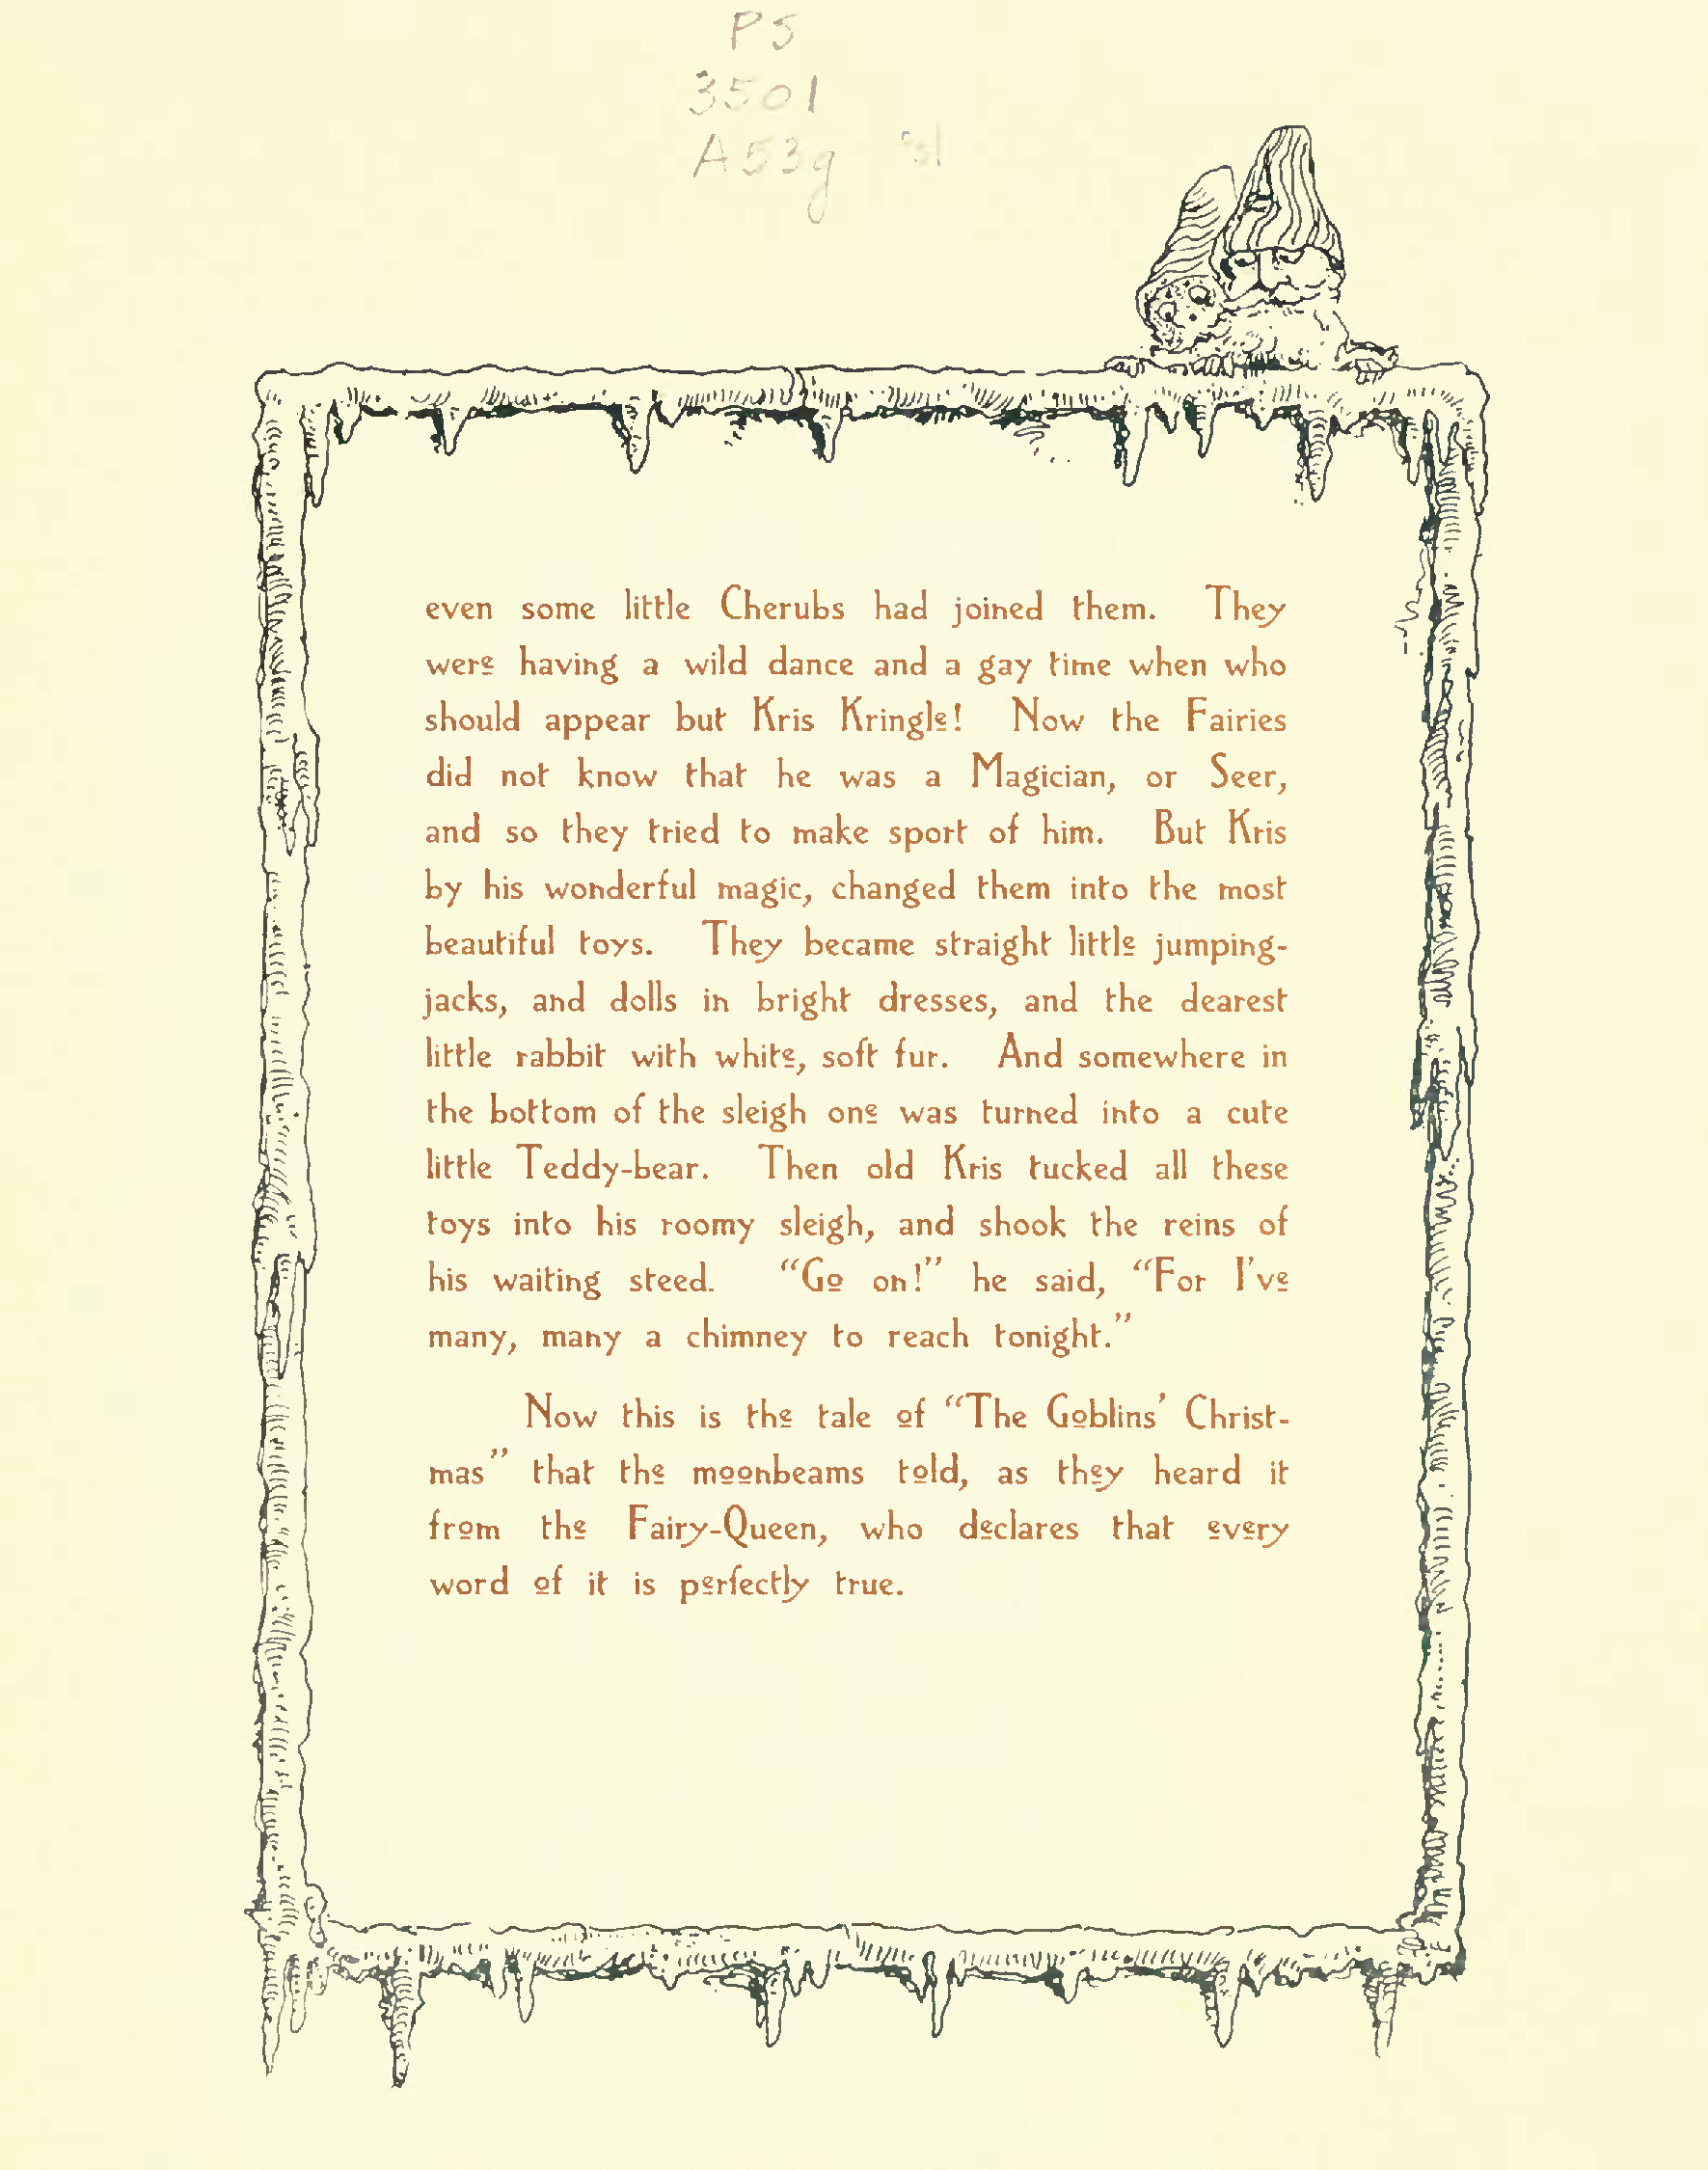 PS
3501
A53g
even some little Cherubs had joined them. They
were having a wild dance and a gay time when who
should appear but Kris Kringle! Now the Fairies
did not know that he was a Magician, or Seer,
and so they tried to make sport of him. But Kris
by his wonderful magic, changed them into the most
beautiful toys. They became straight little jumping-
jacks, and dolls in bright dresses, and the dearest
little rabbit with white, soft fur. And somewhere in
the bottom of the sleigh one was turned into a cute
little Teddy-bear. Then old Kris tucked all these
toys into his roomy sleigh, and shook the reins of
his waiting steed. “Go on!” he said, “For I’ve
many, many a chimney to reach tonight.”
Now this is the tale of “The Goblins’ Christ-
mas” that the moonbeams told, as they heard it
from the Fairy-Queen, who declares that every
word of it is perfectly true.